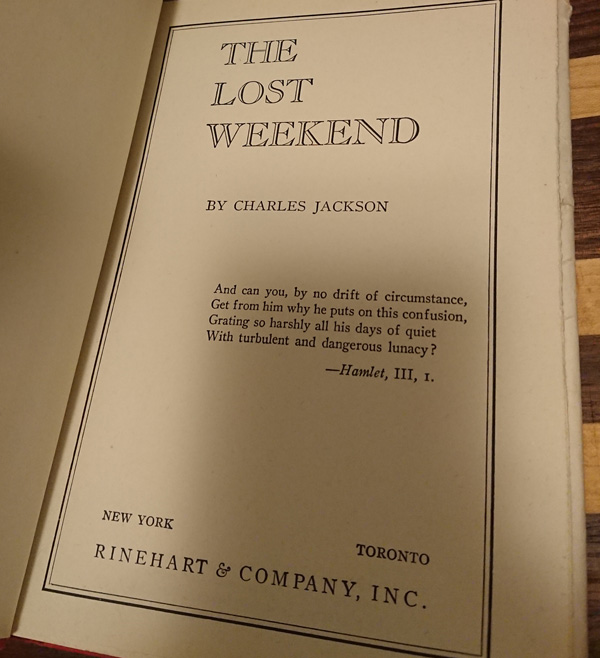 THE
LOST
WEEKEND
BY CHARLES JACKSON
And can you, by no drift of circumstance,
Get from him why he puts on this confusion,
Grating so harshly all his days of quiet
With turbulent and dangerous lunacy?
—Hamlet, III, 1.
NEW YORK
TORONTO
RINEHART & COMPANY, INC.